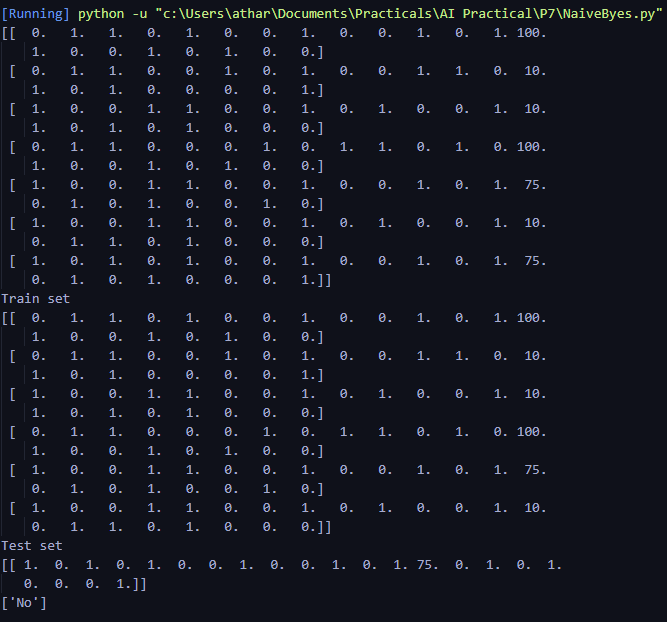 [Running] python -u "c:\Users\athar\Documents\Practicals\AI Practical\P7\NaiveByes.py"
[[  0.   1.   1.   0.   1.   0.   0.   1.   0.   0.   1.   0.   1. 100.
    1.   0.   0.   1.   0.   1.   0.   0.]
 [  0.   1.   1.   0.   0.   1.   0.   1.   0.   0.   1.   1.   0.  10.
    1.   0.   1.   0.   0.   0.   0.   1.]
 [  1.   0.   0.   1.   1.   0.   0.   1.   0.   1.   0.   0.   1.  10.
    1.   0.   1.   0.   1.   0.   0.   0.]
 [  0.   1.   1.   0.   0.   0.   1.   0.   1.   1.   0.   1.   0. 100.
    1.   0.   0.   1.   0.   1.   0.   0.]
 [  1.   0.   0.   1.   1.   0.   0.   1.   0.   0.   1.   0.   1.  75.
    0.   1.   0.   1.   0.   0.   1.   0.]
 [  1.   0.   0.   1.   1.   0.   0.   1.   0.   1.   0.   0.   1.  10.
    0.   1.   1.   0.   1.   0.   0.   0.]
 [  1.   0.   1.   0.   1.   0.   0.   1.   0.   0.   1.   0.   1.  75.
    0.   1.   0.   1.   0.   0.   0.   1.]]
Train set
[[  0.   1.   1.   0.   1.   0.   0.   1.   0.   0.   1.   0.   1. 100.
    1.   0.   0.   1.   0.   1.   0.   0.]
 [  0.   1.   1.   0.   0.   1.   0.   1.   0.   0.   1.   1.   0.  10.
    1.   0.   1.   0.   0.   0.   0.   1.]
 [  1.   0.   0.   1.   1.   0.   0.   1.   0.   1.   0.   0.   1.  10.
    1.   0.   1.   0.   1.   0.   0.   0.]
 [  0.   1.   1.   0.   0.   0.   1.   0.   1.   1.   0.   1.   0. 100.
    1.   0.   0.   1.   0.   1.   0.   0.]
 [  1.   0.   0.   1.   1.   0.   0.   1.   0.   0.   1.   0.   1.  75.
    0.   1.   0.   1.   0.   0.   1.   0.]
 [  1.   0.   0.   1.   1.   0.   0.   1.   0.   1.   0.   0.   1.  10.
    0.   1.   1.   0.   1.   0.   0.   0.]]
Test set
[[ 1.  0.  1.  0.  1.  0.  0.  1.  0.  0.  1.  0.  1. 75.  0.  1.  0.  1.
   0.  0.  0.  1.]]
['No']